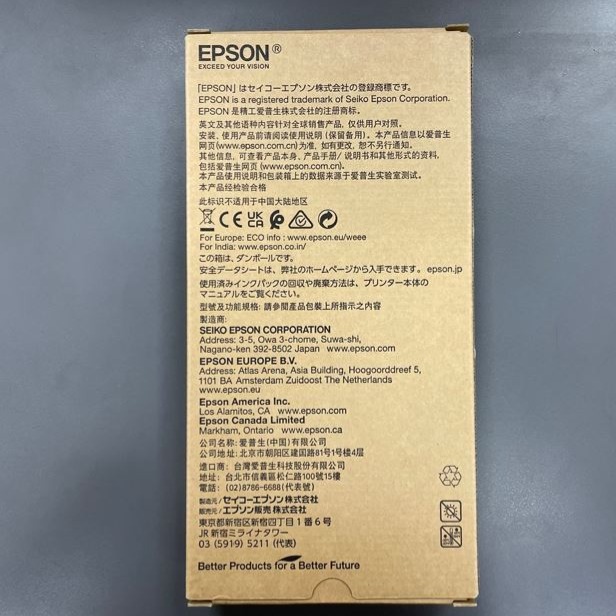 EPSON®
EXCEED YOUR VISION
「EPSON」はセイコーエプソン株式会社の登録商標です。
EPSON is a registered trademark of Seiko Epson Corporation.
EPSON 是精工爱普生株式会社的注册商标。
英文及其他语种内容针对全球销售产品, 仅供用户对照。
安装, 使用产品前请阅读使用说明 (保留备用)。本产品信息以爱普生
网页(www.epson.com.cn)为准, 如有更改, 恕不另行通知。
其他信息, 可查看产品本身, 产品手册/ 说明书和其他形式的资料,
包括爱普生网页 (www.epson.com.cn)。
本产品使用说明和包装箱上的数据来源于爱普生实验室测试。
本产品经检验合格
此标识不适用于中国大陆地区
CE UK CA
For Europe: ECO info : www.epson.eu/weee
For India: www.epson.co.in/
この箱は、ダンボールです。
安全データシートは、弊社のホームページから入手できます。 epson.jp
使用済みインクパックの回収や廃棄方法は、プリンター本体の
マニュアルをご覧ください。
型號及功能規格: 請參閱產品包裝上所指示之內容
製造商:
SEIKO EPSON CORPORATION
Address: 3-5, Owa 3-chome, Suwa-shi,
Nagano-ken 392-8502 Japan www.epson.com
EPSON EUROPE B.V.
Address: Atlas Arena, Asia Building, Hoogoorddreef 5,
1101 BA Amsterdam Zuidoost The Netherlands
www.epson.eu
Epson America Inc.
Los Alamitos, CA www.epson.com
Epson Canada Limited
Markham, Ontario www.epson.ca
公司名称: 爱普生(中国)有限公司
公司地址: 北京市朝阳区建国路81号1号楼4层
進口商: 台灣愛普生科技股份有限公司
地址: 台北市信義區松仁路100號15樓
電話: (02)8786-6688(代表號)
製造元/セイコーエプソン株式会社
販売元/エプソン販売株式会社
東京都新宿区新宿四丁目1番6号
JR新宿ミライナタワー
03 (5919) 5211 (代表)
Better Products for a Better Future